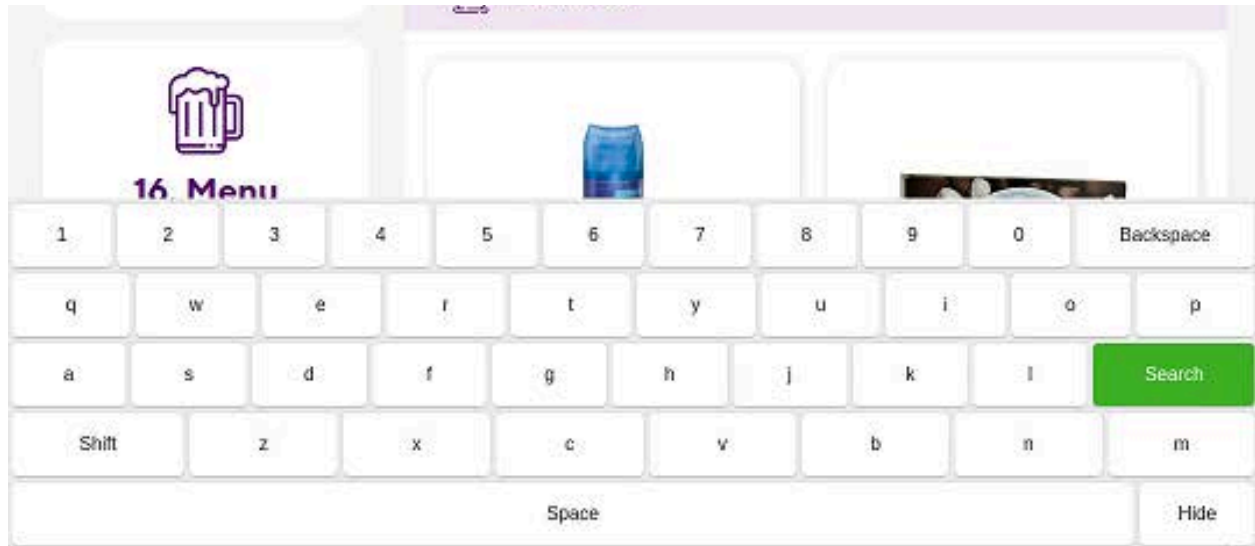 16. Menu
1 2 3 4 5 6 7 8 9 0 Backspace
q w e r t y u i o p
a s d f g h j k l Search
Shift z x c v b n m
Space Hide